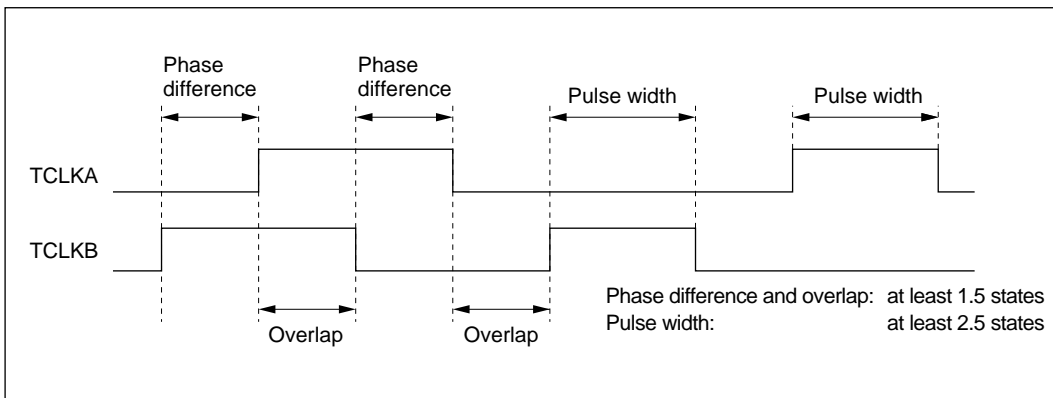 Phase
difference
Phase
difference
Pulse width
Pulse width
TCLKA
TCLKB
Overlap
Overlap
Phase difference and overlap: at least 1.5 states
Pulse width: at least 2.5 states